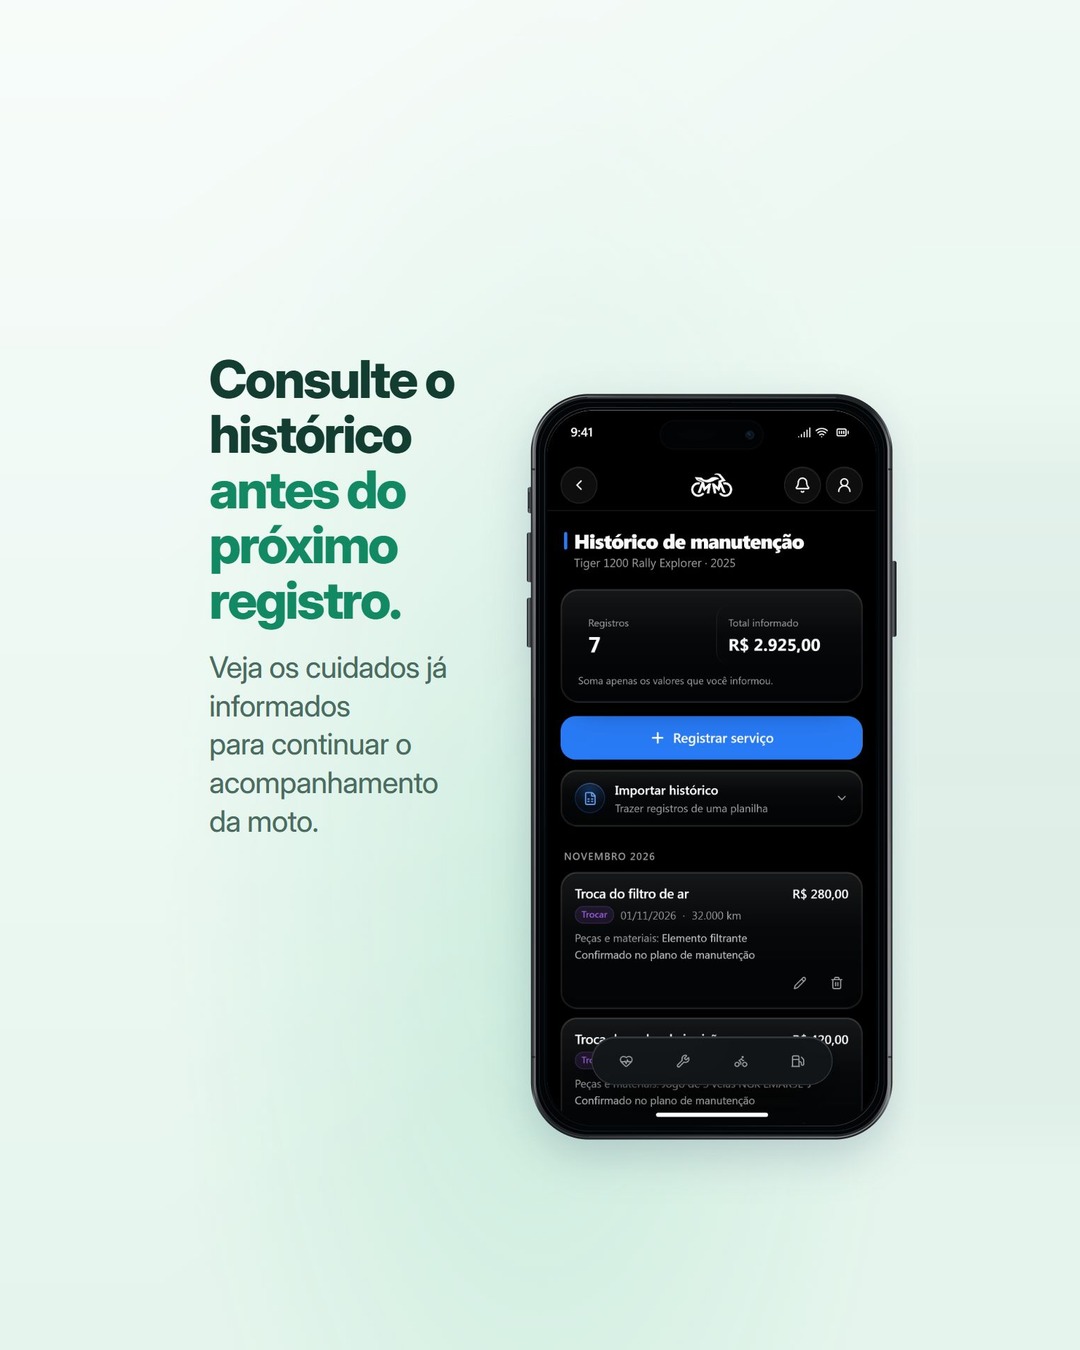 Consulte o
histórico
antes do
próximo
registro.
Veja os cuidados já
informados
para continuar o
acompanhamento
da moto.
9:41
Histórico de manutenção
Tiger 1200 Rally Explorer · 2025
Registros
7
Total informado
R$ 2.925,00
Soma apenas os valores que você informou.
Registrar serviço
Importar histórico
Trazer registros de uma planilha
NOVEMBRO 2026
Troca do filtro de ar
R$ 280,00
Trocar
01/11/2026 · 32.000 km
Peças e materiais: Elemento filtrante
Confirmado no plano de manutenção
Confirmado no plano de manutenção